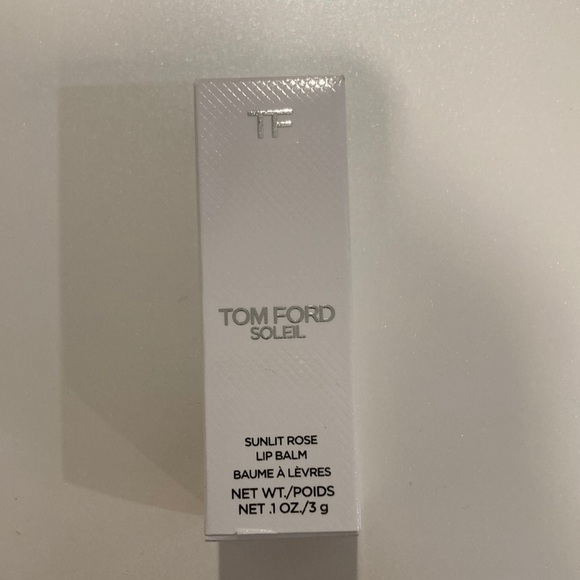 TF
TOM FORD
SOLEIL
SUNLIT ROSE
LIP BALM
BAUME À LÈVRES
NET WT./POIDS
NET .1 OZ./3 g